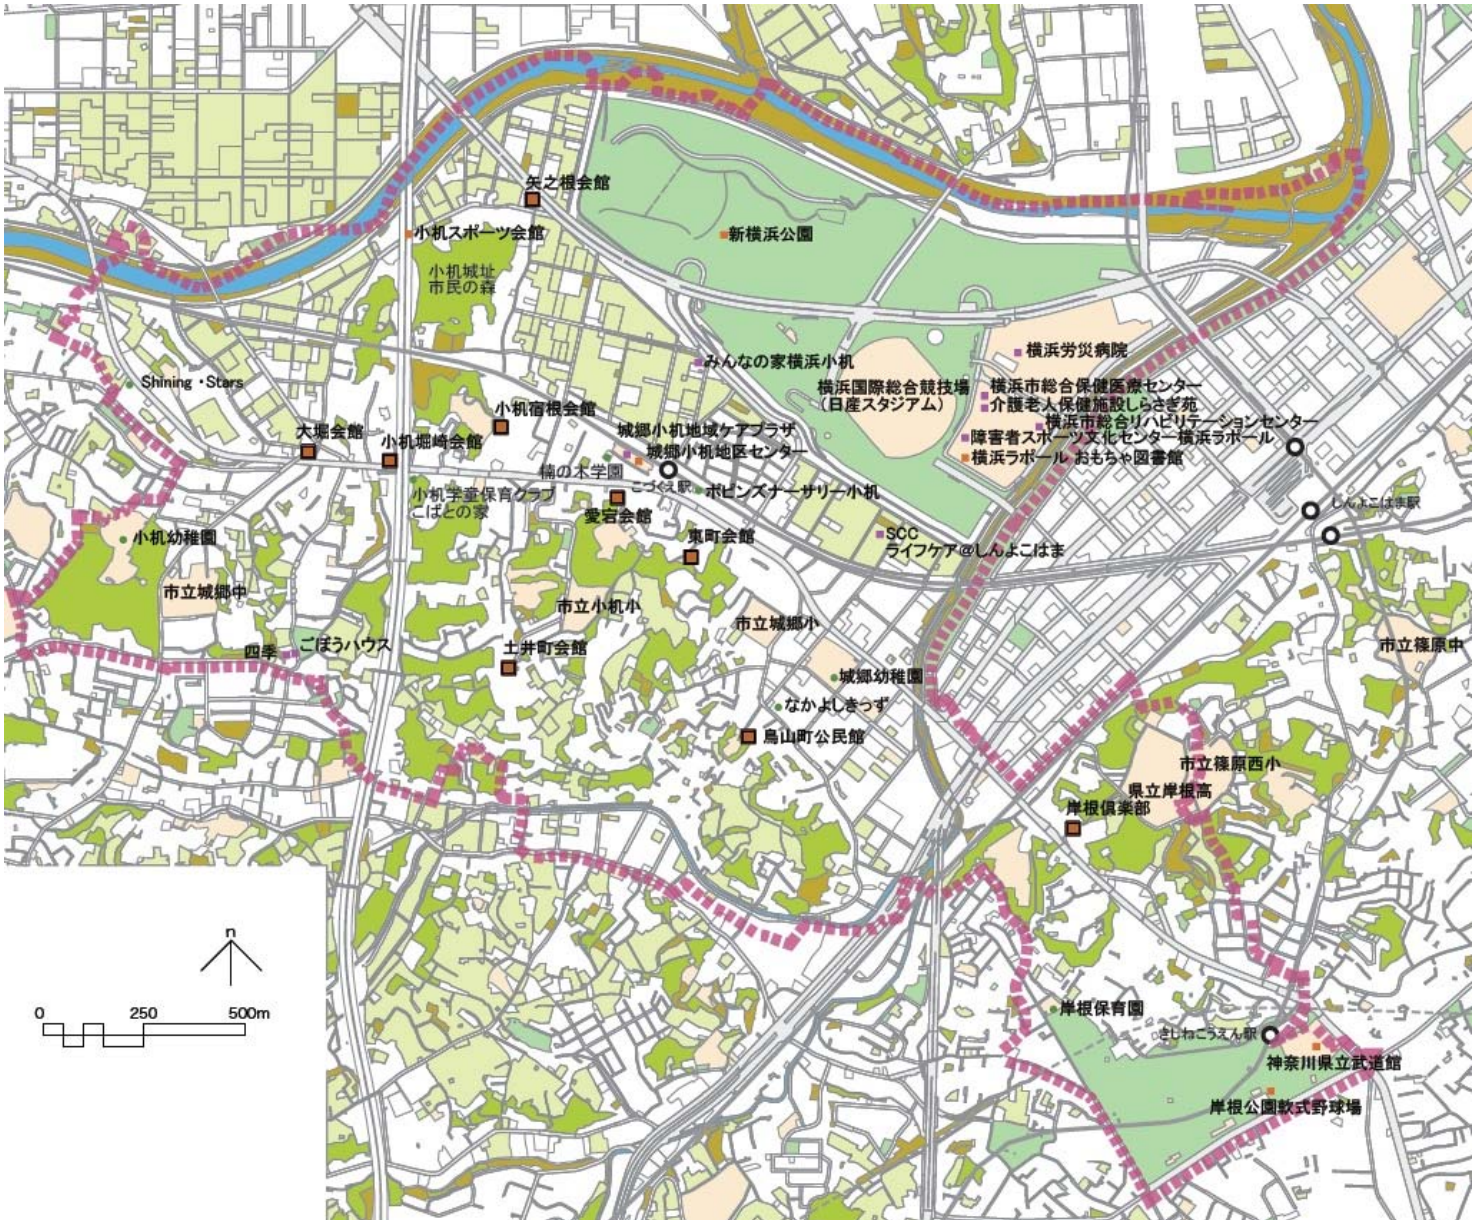 矢之根会館
小机スポーツ会館
新横浜公園
小机城址
市民の森
横浜労災病院
みんなの家横浜小机
Shining・Stars
横浜国際総合競技場
(日産スタジアム)
横浜市総合保健医療センター
介護老人保健施設しらさぎ苑
横浜市総合リハビリテーションセンター
障害者スポーツ文化センター横浜ラポール
横浜ラポール おもちゃ図書館
小机宿根会館
大堀会館
小机堀崎会館
城郷小机地域ケアプラザ
城郷小机地区センター
楠の木学園
こづくえ駅
ポピンズナーサリー小机
小机学童保育クラブ
こばとの家
愛宕会館
しんよこはま駅
小机幼稚園
東町会館
SCC
ライフケア@しんよこはま
市立城郷中
市立小机小
市立城郷小
市立篠原中
四季
ごぼうハウス
土井町会館
城郷幼稚園
なかよしきっず
鳥山町公民館
市立篠原西小
県立岸根高
岸根倶楽部
n
0
250
500m
岸根保育園
きしねこうえん駅
神奈川県立武道館
岸根公園軟式野球場